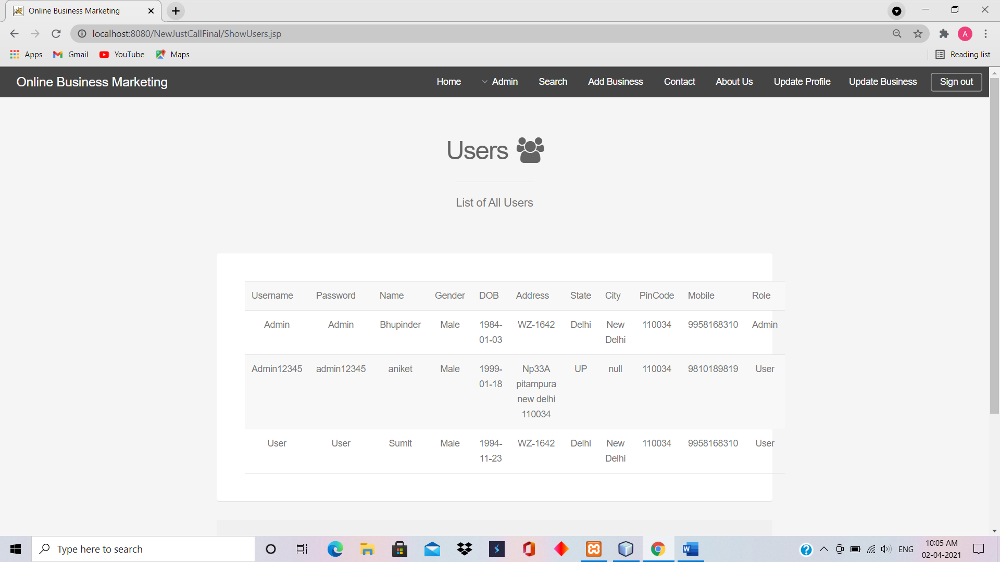 Online Business Marketing
localhost:8080/NewJustCallFinal/ShowUsers.jsp
A
Apps Gmail YouTube Maps Reading list
Online Business Marketing Home Admin Search Add Business Contact About Us Update Profile Update Business Sign out
Users
List of All Users
Username Password Name Gender DOB Address State City PinCode Mobile Role
Admin Admin Bhupinder Male 1984- WZ-1642 Delhi New 110034 9958168310 Admin
01-03 Delhi
Admin12345 admin12345 aniket Male 1999- Np33A UP null 110034 9810189819 User
01-18 pitampura
new delhi
110034
User User Sumit Male 1994- WZ-1642 Delhi New 110034 9958168310 User
11-23 Delhi
Type here to search
ENG
10:05 AM
02-04-2021